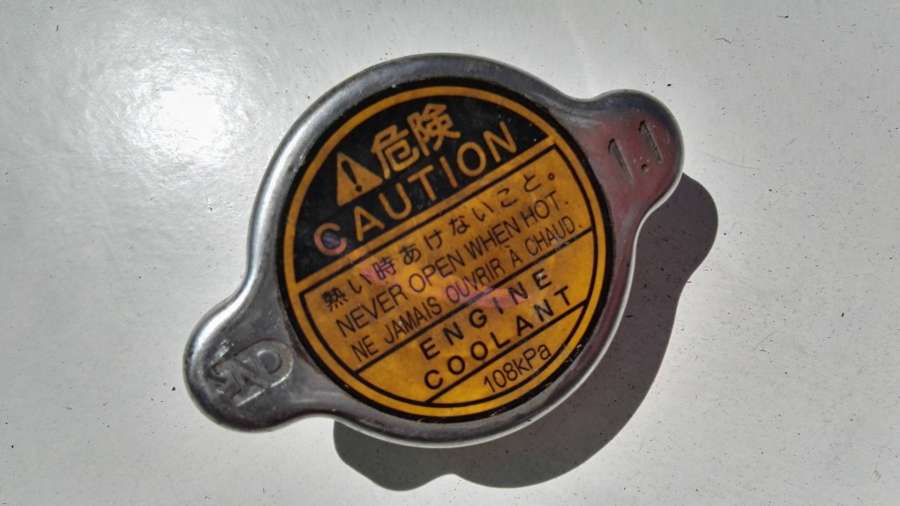 危険
CAUTION
熱い時あけないこと。
NEVER OPEN WHEN HOT.
NE JAMAIS OUVRIR À CHAUD.
ENGINE
COOLANT
108kPa
1.1